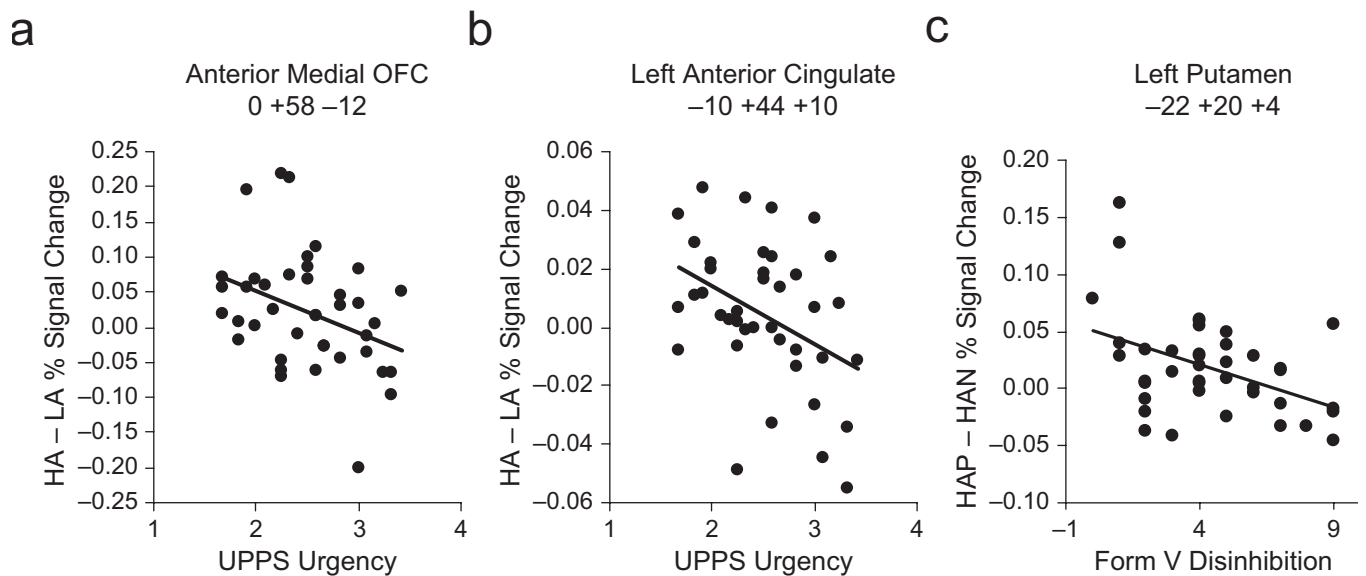 a
Anterior Medial OFC
0 +58 –12
HA – LA % Signal Change
0.25
0.20
0.15
0.10
0.05
0.00
–0.05
–0.10
–0.15
–0.20
–0.25
1
2
3
4
UPPS Urgency
b
Left Anterior Cingulate
–10 +44 +10
HA – LA % Signal Change
0.06
0.04
0.02
0.00
–0.02
–0.04
–0.06
1
2
3
4
UPPS Urgency
c
Left Putamen
–22 +20 +4
HAP – HAN % Signal Change
0.20
0.15
0.10
0.05
0.00
–0.05
–0.10
–1
4
9
Form V Disinhibition